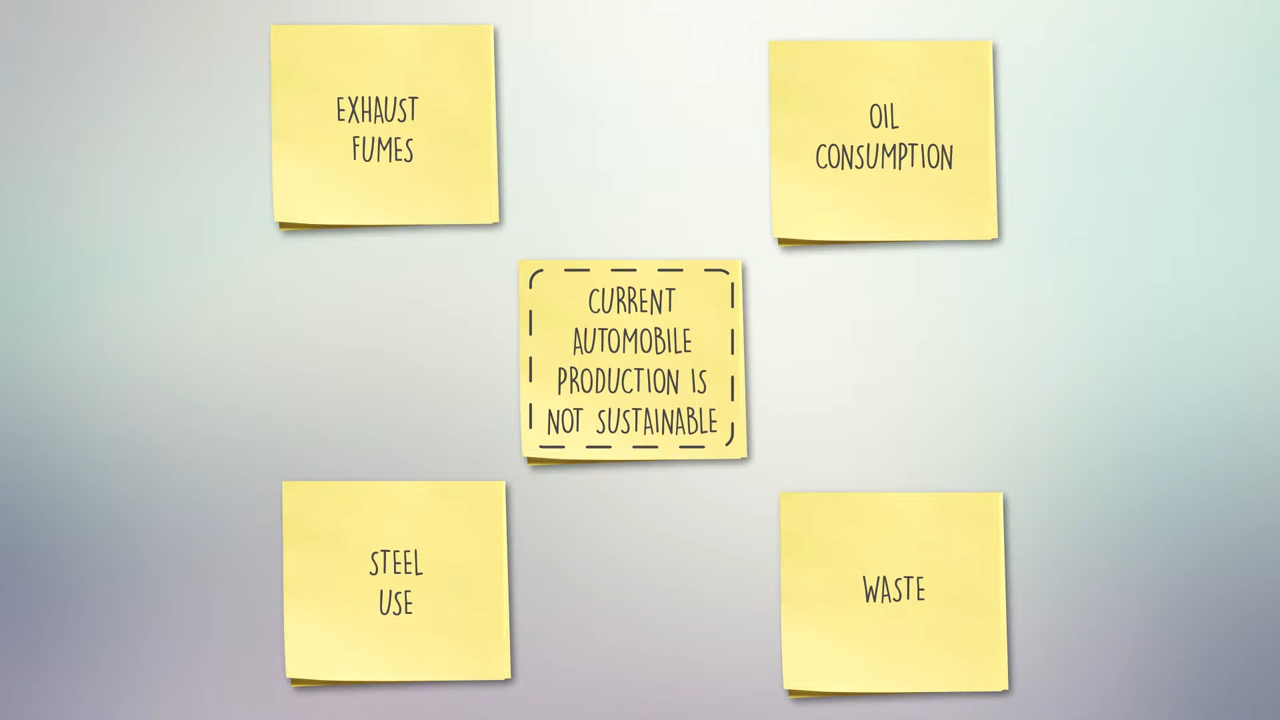 EXHAUST
FUMES
OIL
CONSUMPTION
CURRENT
AUTOMOBILE
PRODUCTION IS
NOT SUSTAINABLE
STEEL
USE
WASTE